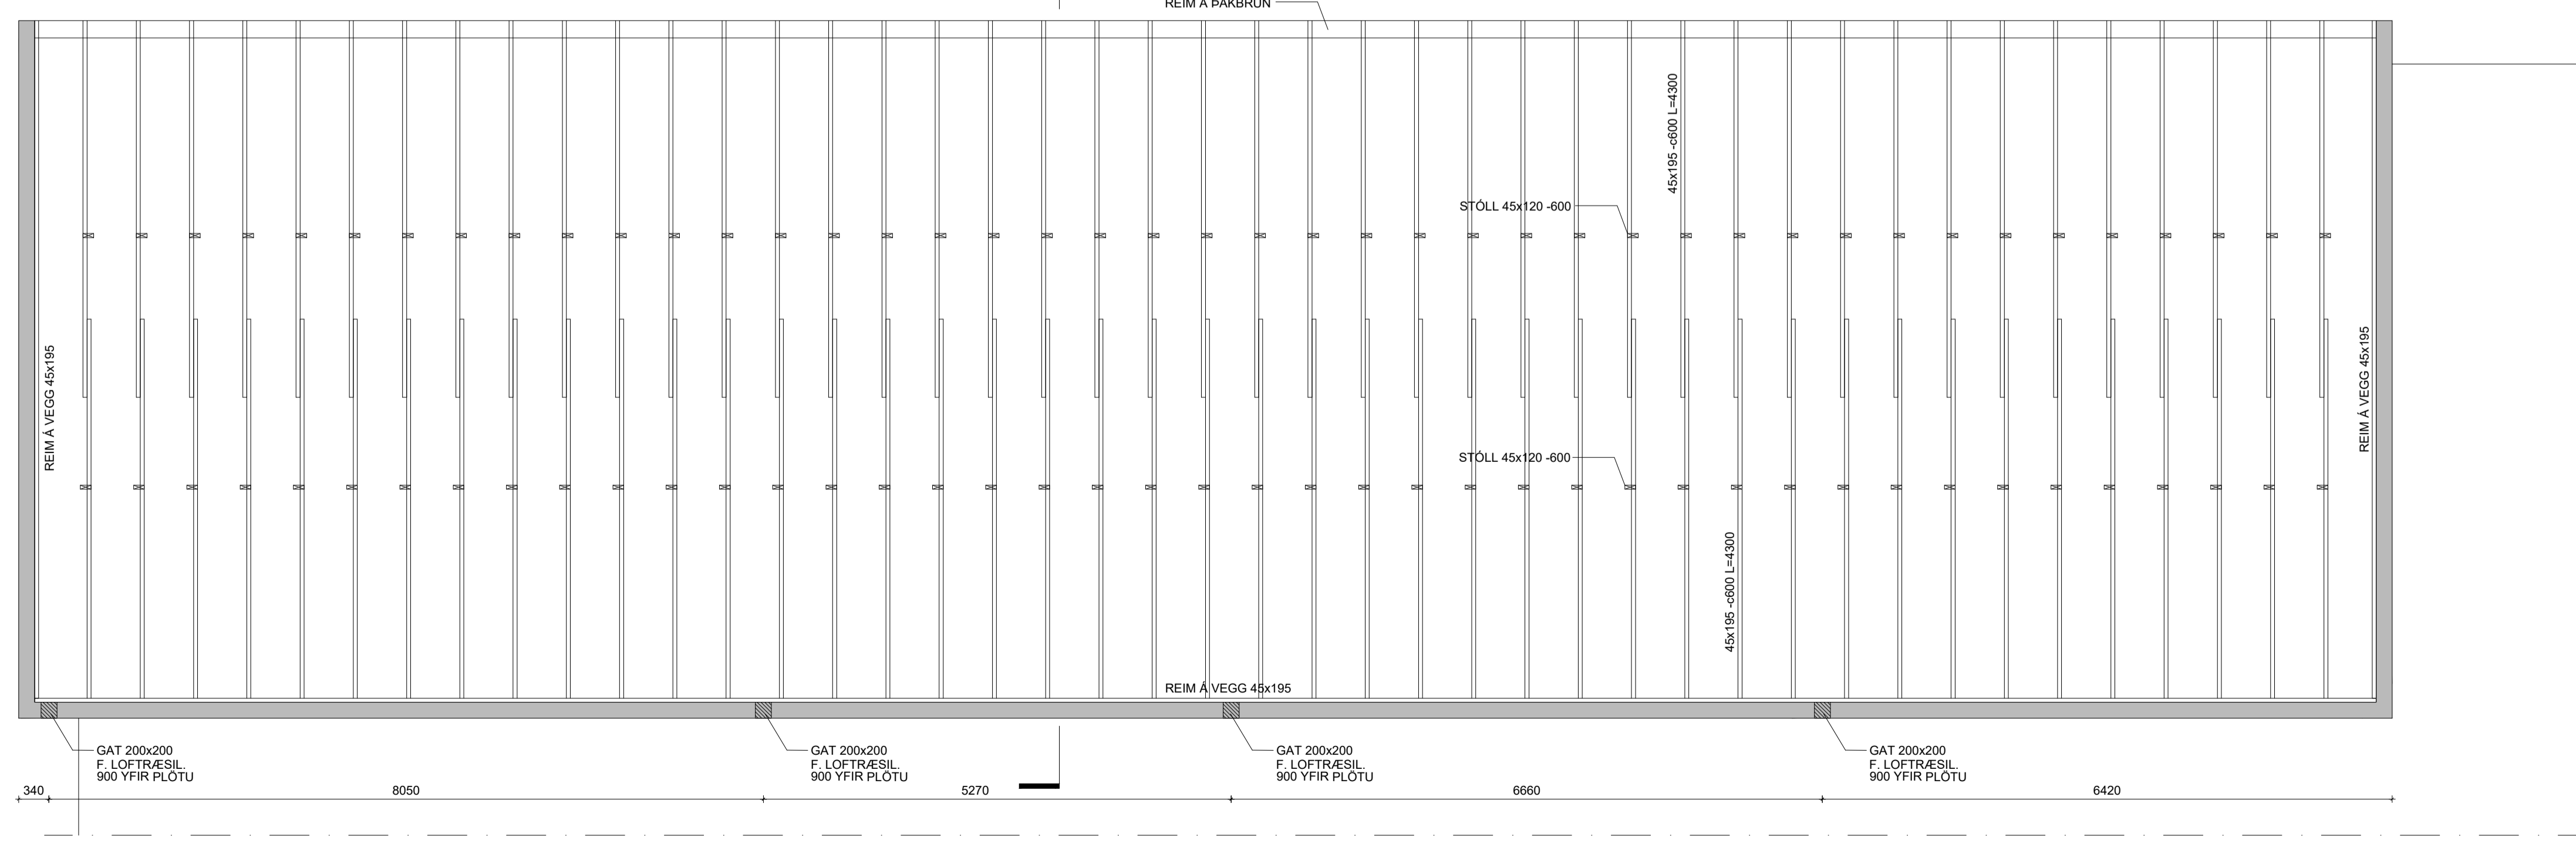 REIM Á ÞAKBRÚN
45x195 -c600 L=4300
STÓLL 45x120 -600
REIM Á VEGG 45x195
REIM Á VEGG 45x195
STÓLL 45x120 -600
45x195 -c600 L=4300
REIM Á VEGG 45x195
GAT 200x200
F. LOFTRÆSIL.
900 YFIR PLÖTU
GAT 200x200
F. LOFTRÆSIL.
900 YFIR PLÖTU
GAT 200x200
F. LOFTRÆSIL.
900 YFIR PLÖTU
GAT 200x200
F. LOFTRÆSIL.
900 YFIR PLÖTU
340
8050
5270
6660
6420